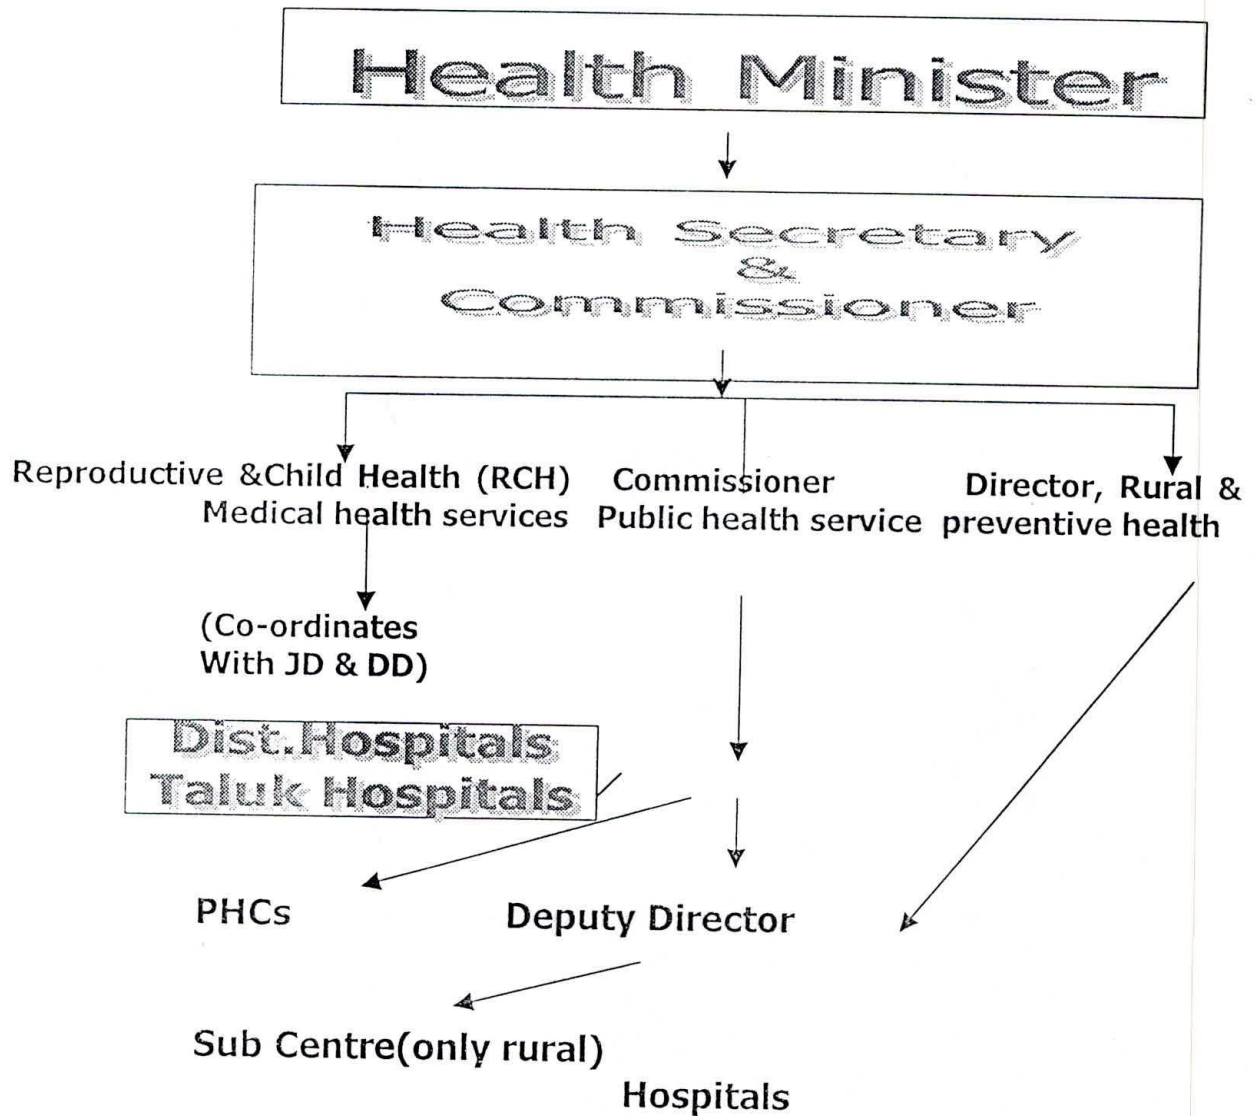 Health Minister
Health Secretary
&
Commissioner
Reproductive &Child Health (RCH)
Medical health services
Commissioner
Public health service
Director, Rural &
preventive health
(Co-ordinates
With JD & DD)
Dist.Hospitals
Taluk Hospitals
PHCs
Deputy Director
Sub Centre(only rural)
Hospitals